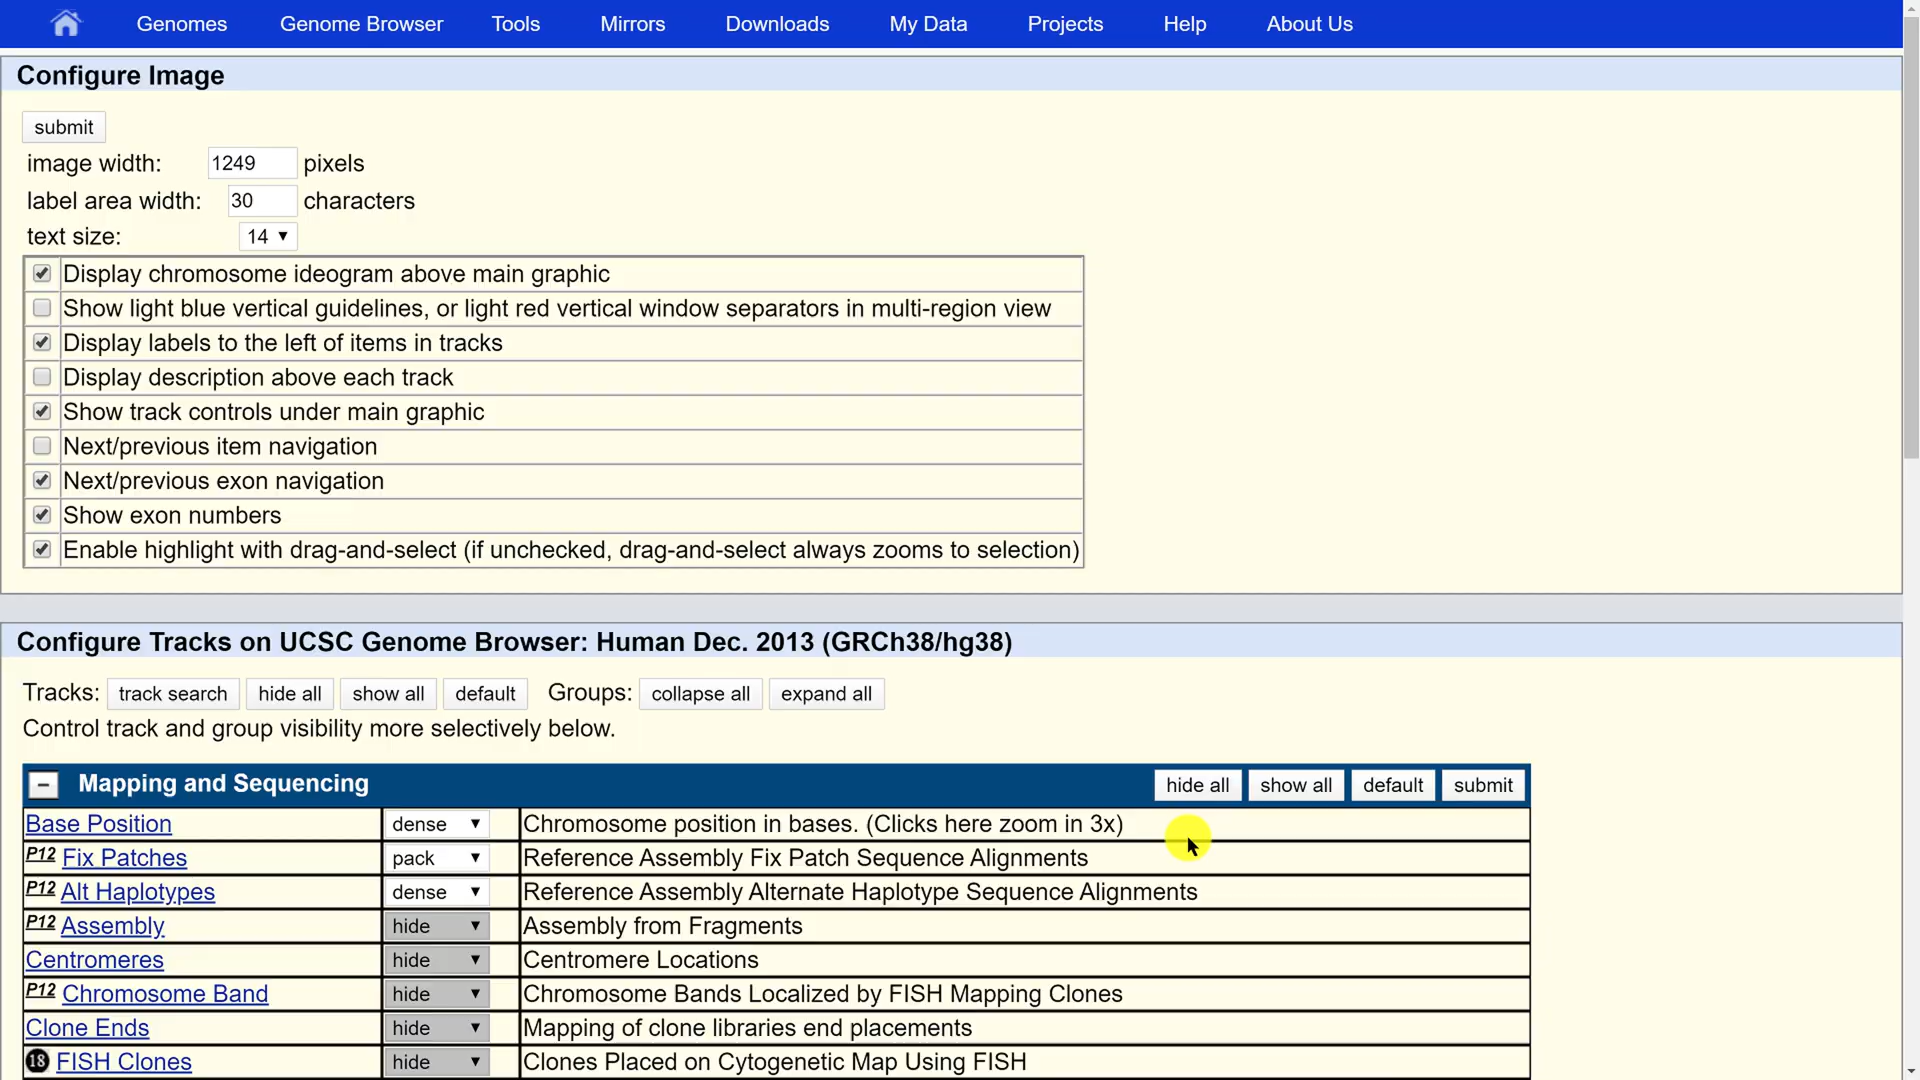 Genomes Genome Browser Tools Mirrors Downloads My Data Projects Help About Us
Configure Image
submit
image width: 1249 pixels
label area width: 30 characters
text size: 14
Display chromosome ideogram above main graphic
Show light blue vertical guidelines, or light red vertical window separators in multi-region view
Display labels to the left of items in tracks
Display description above each track
Show track controls under main graphic
Next/previous item navigation
Next/previous exon navigation
Show exon numbers
Enable highlight with drag-and-select (if unchecked, drag-and-select always zooms to selection)
Configure Tracks on UCSC Genome Browser: Human Dec. 2013 (GRCh38/hg38)
Tracks: track search hide all show all default Groups: collapse all expand all
Control track and group visibility more selectively below.
Mapping and Sequencing hide all show all default submit
Base Position dense Chromosome position in bases. (Clicks here zoom in 3x)
P12 Fix Patches pack Reference Assembly Fix Patch Sequence Alignments
P12 Alt Haplotypes dense Reference Assembly Alternate Haplotype Sequence Alignments
P12 Assembly hide Assembly from Fragments
Centromeres hide Centromere Locations
P12 Chromosome Band hide Chromosome Bands Localized by FISH Mapping Clones
Clone Ends hide Mapping of clone libraries end placements
18 FISH Clones hide Clones Placed on Cytogenetic Map Using FISH